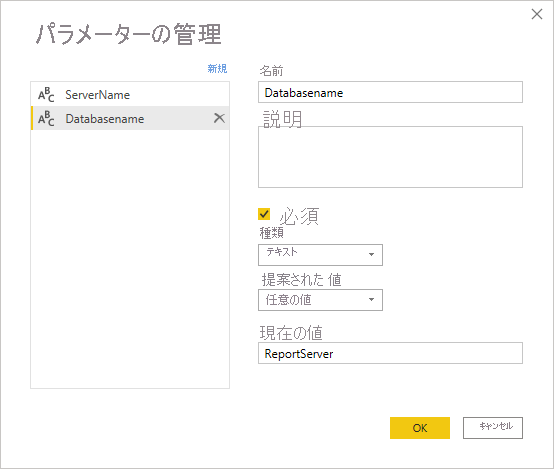 パラメーターの管理
新規
ABC ServerName
ABC Databasename
名前
Databasename
説明
必須
種類
テキスト
提案された 値
任意の値
現在の値
ReportServer
OK
キャンセル